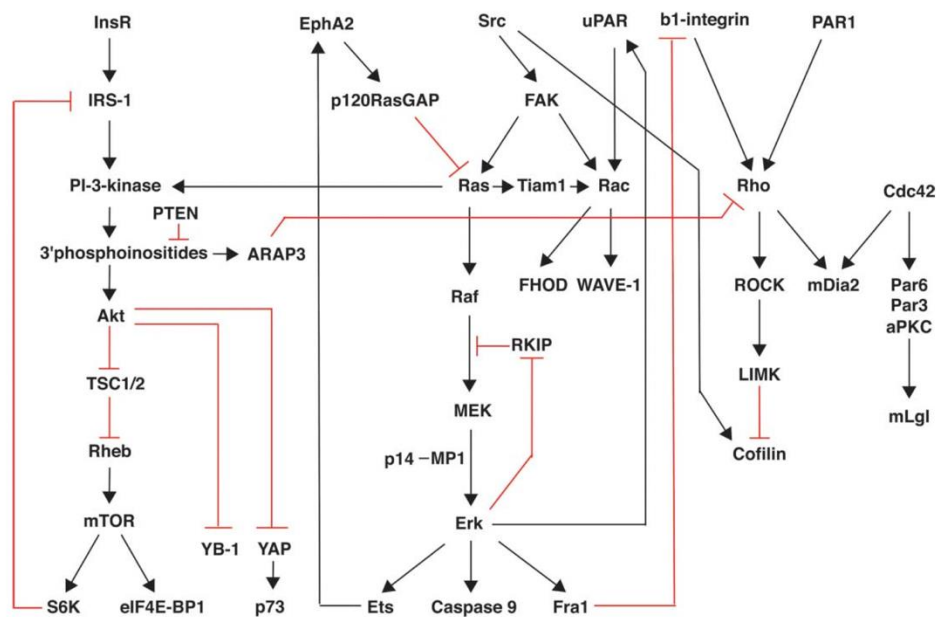 InsR
EphA2
Src
uPAR
b1-integrin
PAR1
IRS-1
p120RasGAP
FAK
PI-3-kinase
Ras
Tiam1
Rac
Rho
Cdc42
PTEN
3'phosphoinositides
ARAP3
Raf
FHOD
WAVE-1
ROCK
mDia2
Par6
Par3
aPKC
Akt
RKIP
TSC1/2
LIMK
MEK
mLgl
Rheb
p14 –MP1
Cofilin
mTOR
Erk
YB-1
YAP
S6K
eIF4E-BP1
p73
Ets
Caspase 9
Fra1